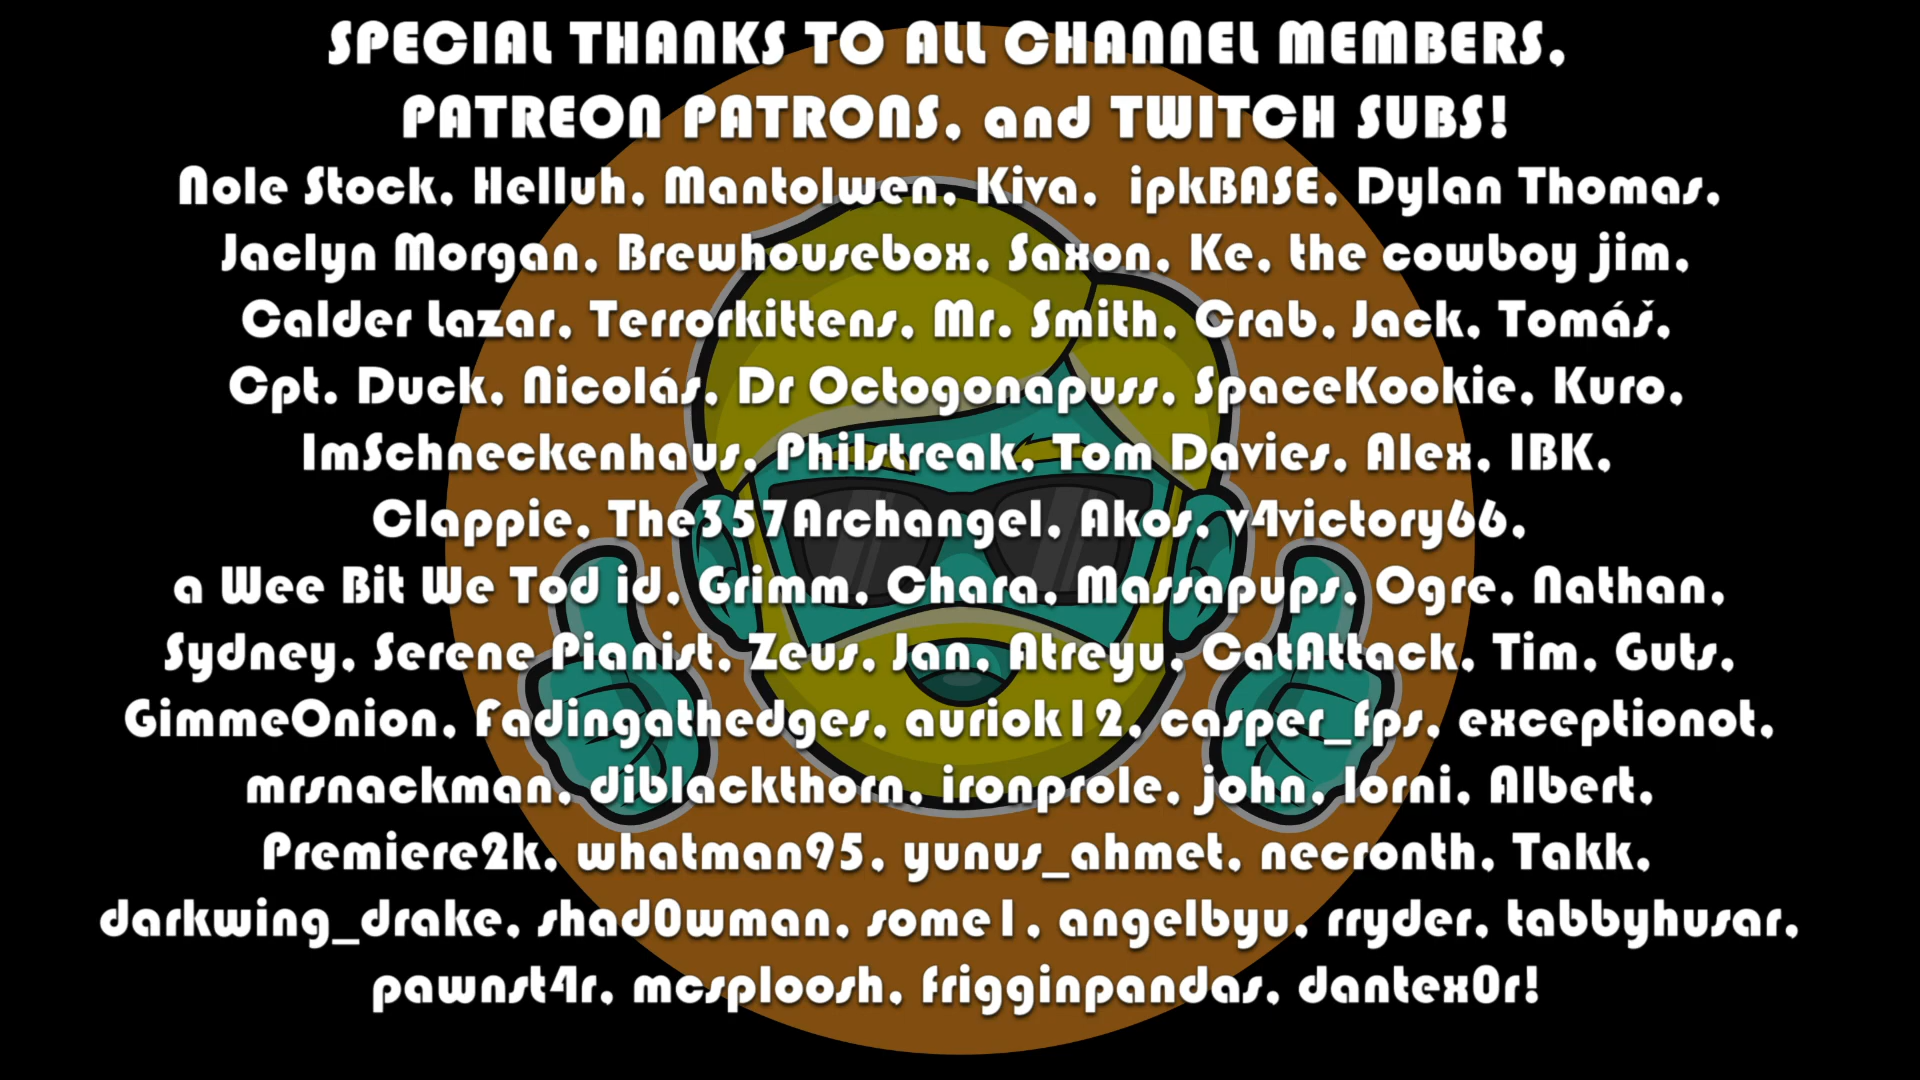 SPECIAL THANKS TO ALL CHANNEL MEMBERS,
PATREON PATRONS, and TWITCH SUBS!
Nole Stock, Helluh, Mantolwen, Kiva, ipkBASE, Dylan Thomas,
Jaclyn Morgan, Brewhousebox, Saxon, Ke, the cowboy jim,
Calder Lazar, Terrorkittens, Mr. Smith, Crab, Jack, Tomáš,
Cpt. Duck, Nicolás, Dr Octogonapuss, SpaceKookie, Kuro,
ImSchneckenhaus, Philstreak, Tom Davies, Alex, IBK,
Clappie, The357Archangel, Akos, v4victory66,
a Wee Bit We Tod id, Grimm, Chara, Massapups, Ogre, Nathan,
Sydney, Serene Pianist, Zeus, Jan, Atreyu, CatAttack, Tim, Guts,
GimmeOnion, Fadingathedges, auriok12, casper_fps, exceptionot,
mrsnackman, diblackthorn, ironprole, john, lorni, Albert,
Premiere2k, whatman95, yunus_ahmet, necronth, Takk,
darkwing_drake, shad0wman, some1, angelbyu, rryder, tabbyhusar,
pawnst4r, mcsploosh, frigginpandas, dantex0r!